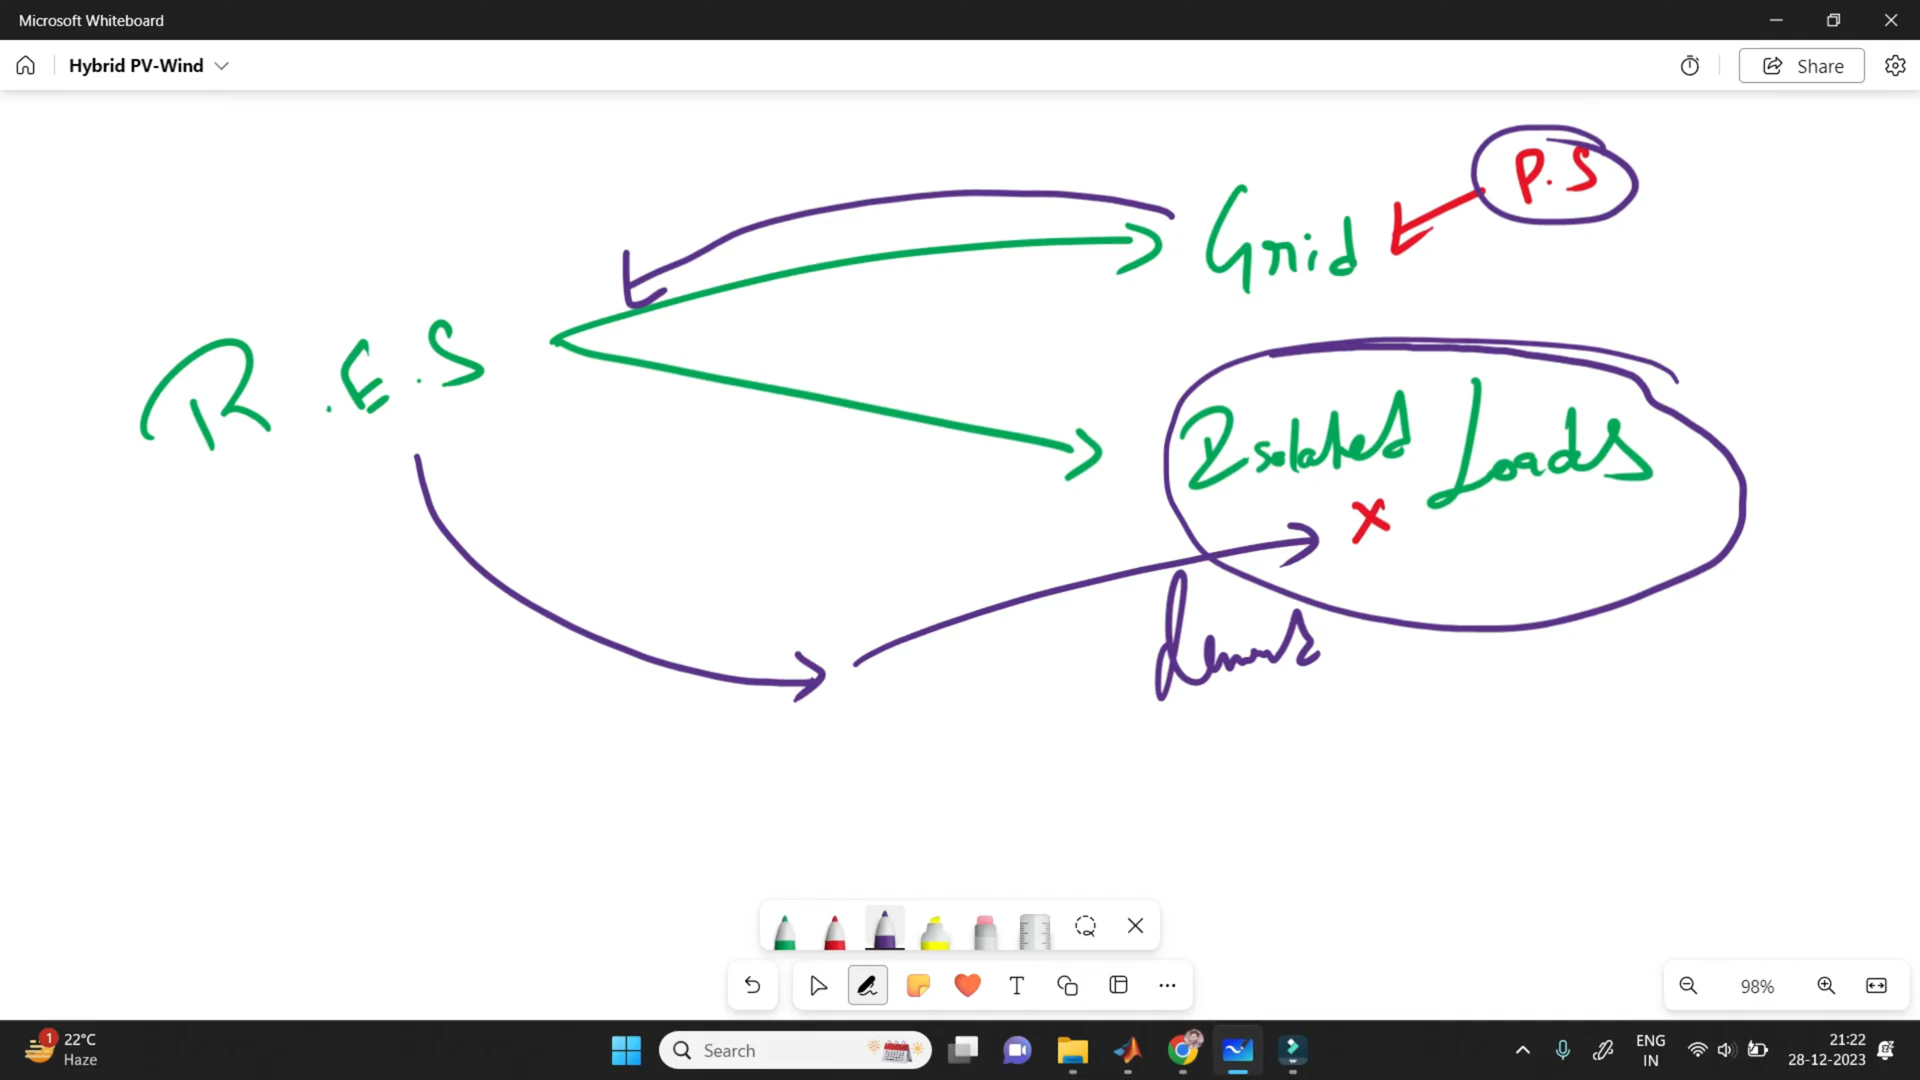 Microsoft Whiteboard
Hybrid PV-Wind
Share
P.S
Grid
R.E.S
Isolated Loads
x
98%
1
22°C
Haze
Search
ENG
IN
21:22
28-12-2023